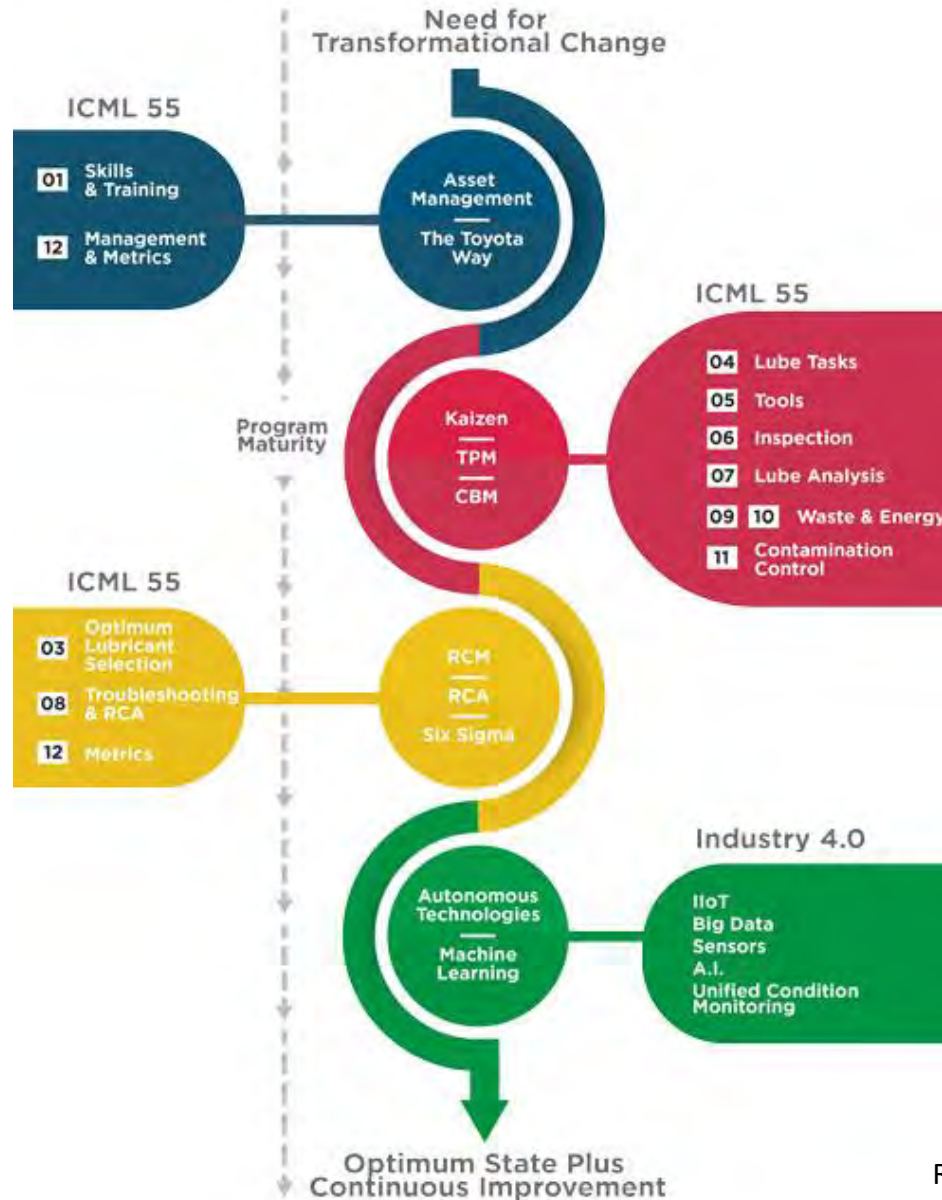 Need for
Transformational Change
ICML 55
01 Skills
& Training
12 Management
& Metrics
Asset
Management
The Toyota
Way
ICML 55
04 Lube Tasks
05 Tools
06 Inspection
07 Lube Analysis
09 10 Waste & Energy
11 Contamination
Control
Kaizen
TPM
CBM
Program
Maturity
ICML 55
03 Optimum
Lubricant
Selection
08 Troubleshooting
& RCA
12 Metrics
RCM
RCA
Six Sigma
Industry 4.0
IIoT
Big Data
Sensors
A.I.
Unified Condition
Monitoring
Autonomous
Technologies
Machine
Learning
Optimum State Plus
Continuous Improvement